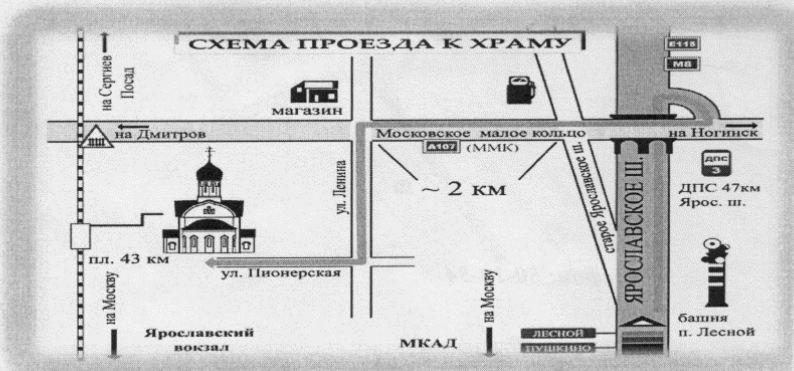 СХЕМА ПРОЕЗДА К ХРАМУ
E115
M8
на Сергиев
Посад
магазин
на Дмитров
Московское малое кольцо
на Ногинск
А107 (ММК)
ДПС
3
ДПС 47км
Ярос. ш.
ул. Ленина
~ 2 км
старое Ярославское ш.
ЯРОСЛАВСКОЕ Ш.
пл. 43 км
ул. Пионерская
на Москву
на Москву
башня
п. Лесной
Ярославский
вокзал
МКАД
ЛЕСНОЙ
ПУШКИНО